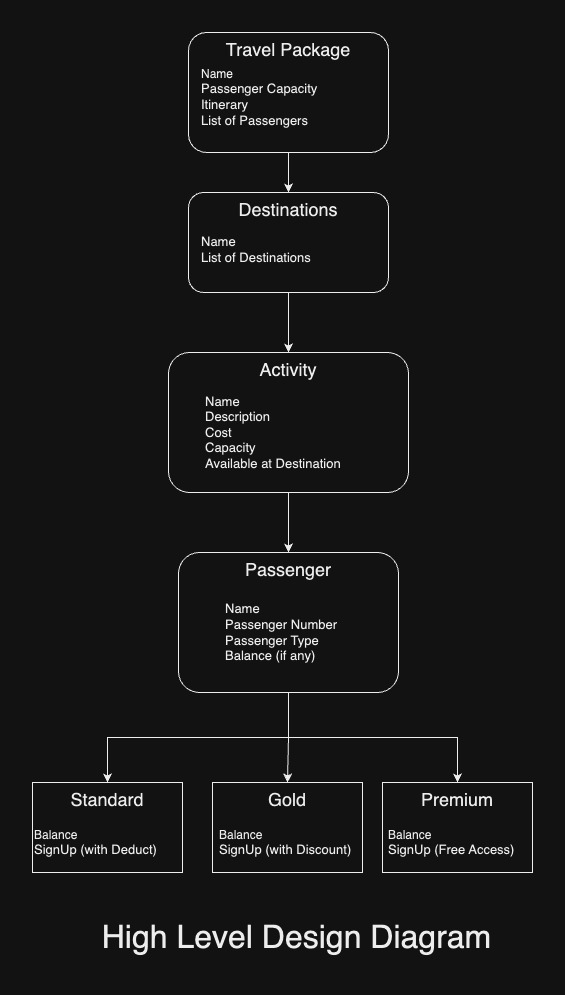 Travel Package
Name
Passenger Capacity
Itinerary
List of Passengers
Destinations
Name
List of Destinations
Activity
Name
Description
Cost
Capacity
Available at Destination
Passenger
Name
Passenger Number
Passenger Type
Balance (if any)
Standard
Balance
SignUp (with Deduct)
Gold
Balance
SignUp (with Discount)
Premium
Balance
SignUp (Free Access)
High Level Design Diagram